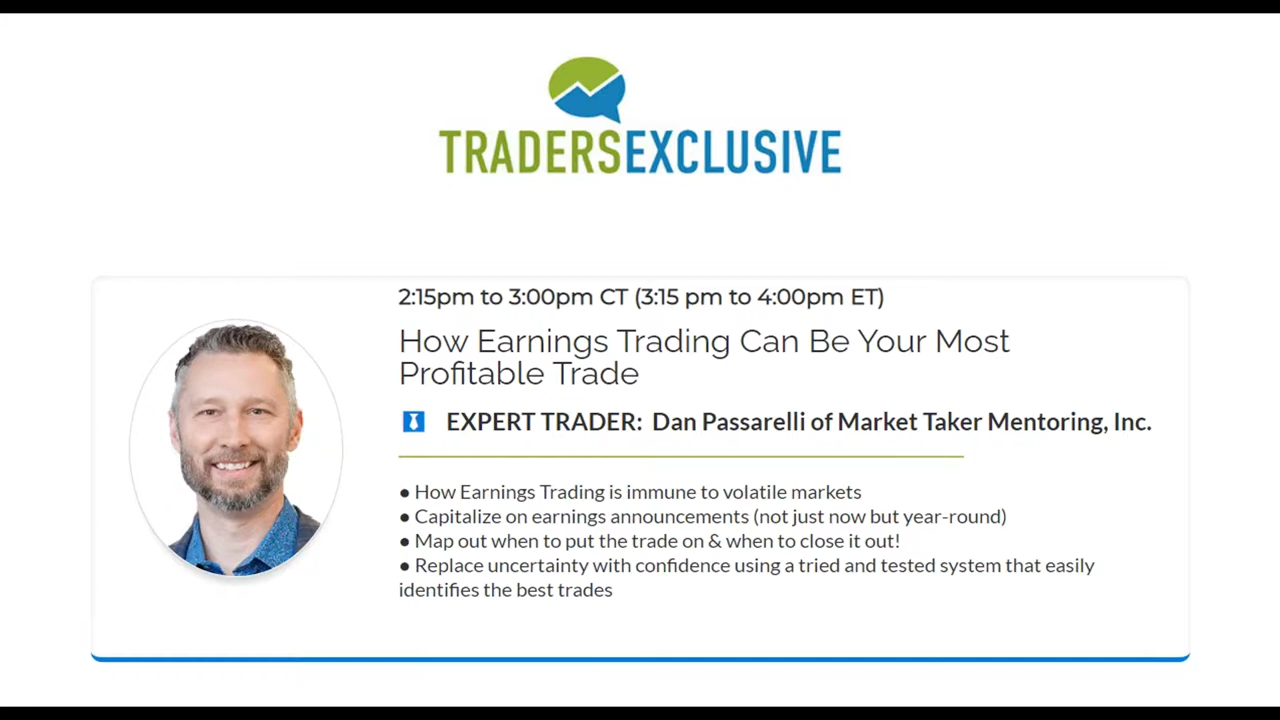 TRADERSEXCLUSIVE
2:15pm to 3:00pm CT (3:15 pm to 4:00pm ET)
How Earnings Trading Can Be Your Most
Profitable Trade
EXPERT TRADER: Dan Passarelli of Market Taker Mentoring, Inc.
● How Earnings Trading is immune to volatile markets
● Capitalize on earnings announcements (not just now but year-round)
● Map out when to put the trade on & when to close it out!
● Replace uncertainty with confidence using a tried and tested system that easily
identifies the best trades